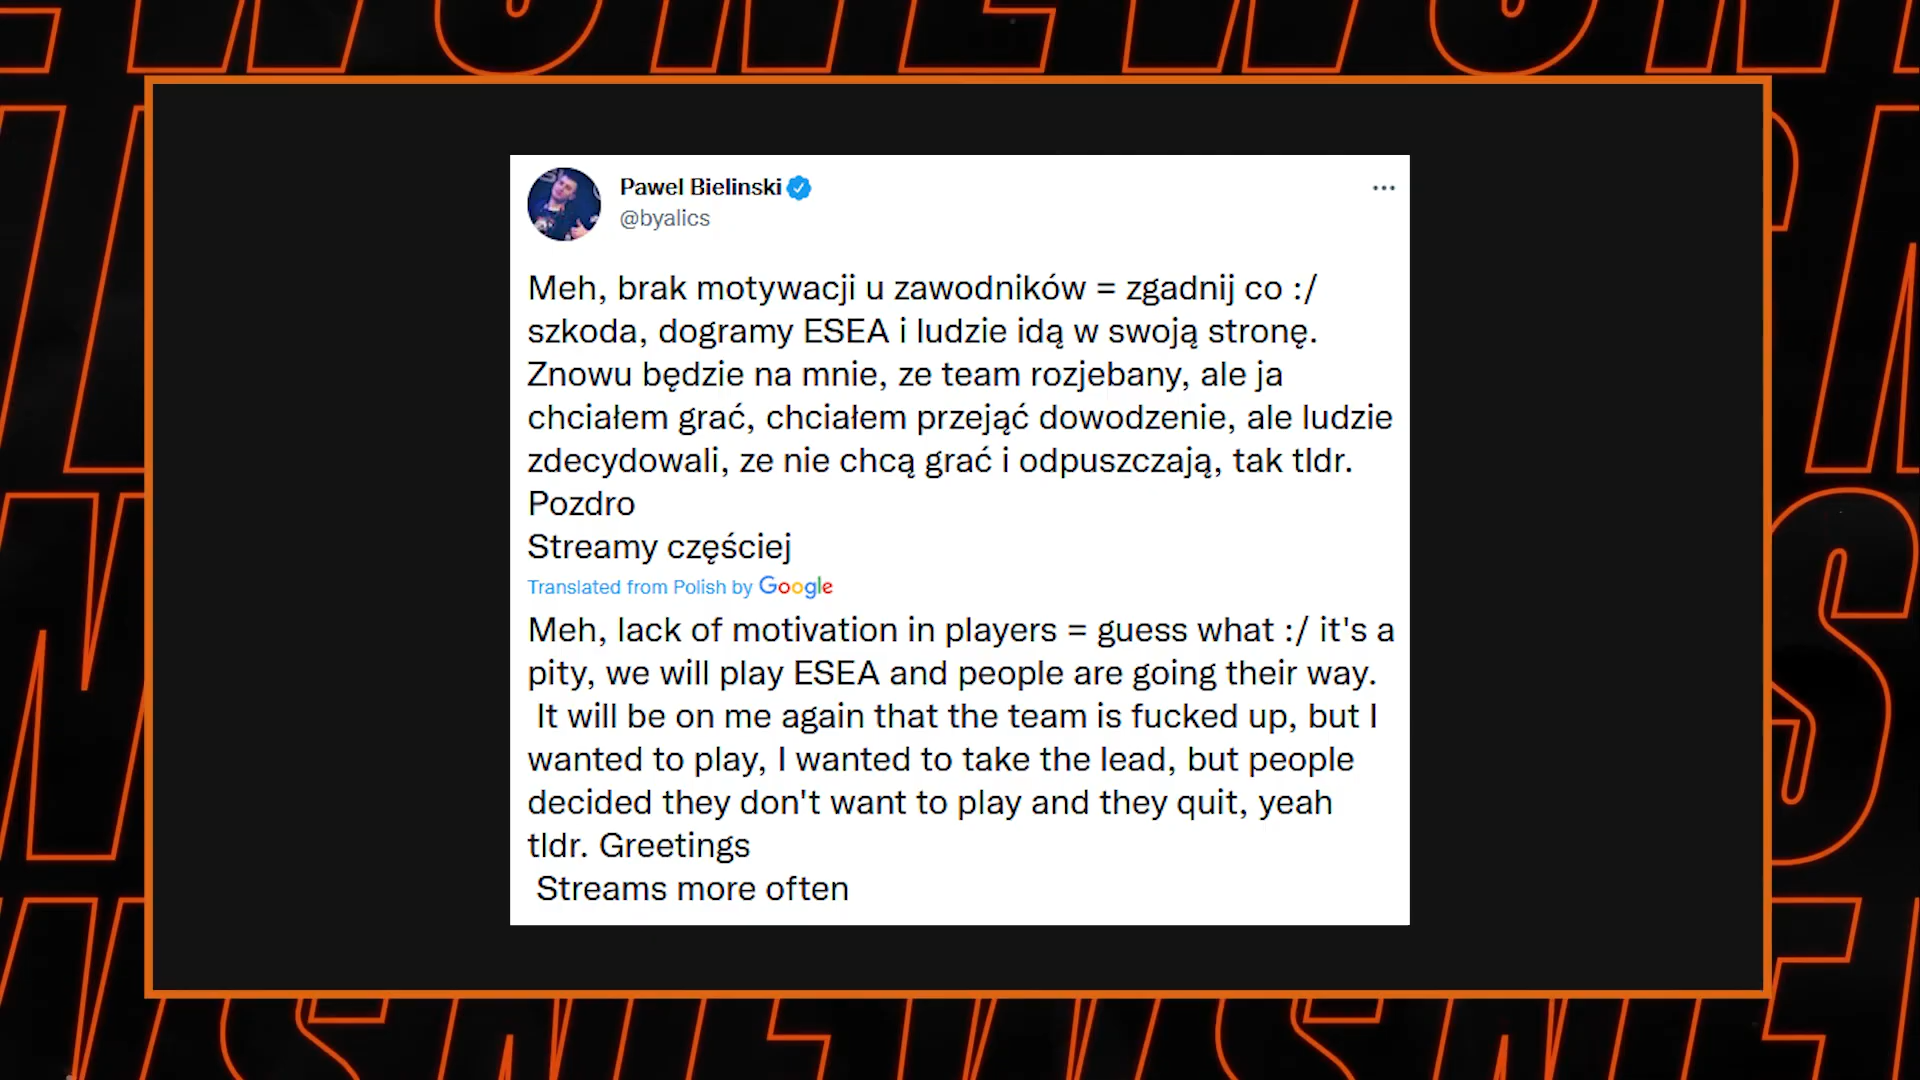 Pawel Bielinski
@byalics
Meh, brak motywacji u zawodników = zgadnij co :/
szkoda, dogramy ESEA i ludzie idą w swoją stronę.
Znowu będzie na mnie, ze team rozjebany, ale ja
chciałem grać, chciałem przejąć dowodzenie, ale ludzie
zdecydowali, ze nie chcą grać i odpuszczają, tak tldr.
Pozdro
Streamy częściej
Translated from Polish by Google
Meh, lack of motivation in players = guess what :/ it's a
pity, we will play ESEA and people are going their way.
It will be on me again that the team is fucked up, but I
wanted to play, I wanted to take the lead, but people
decided they don't want to play and they quit, yeah
tldr. Greetings
Streams more often